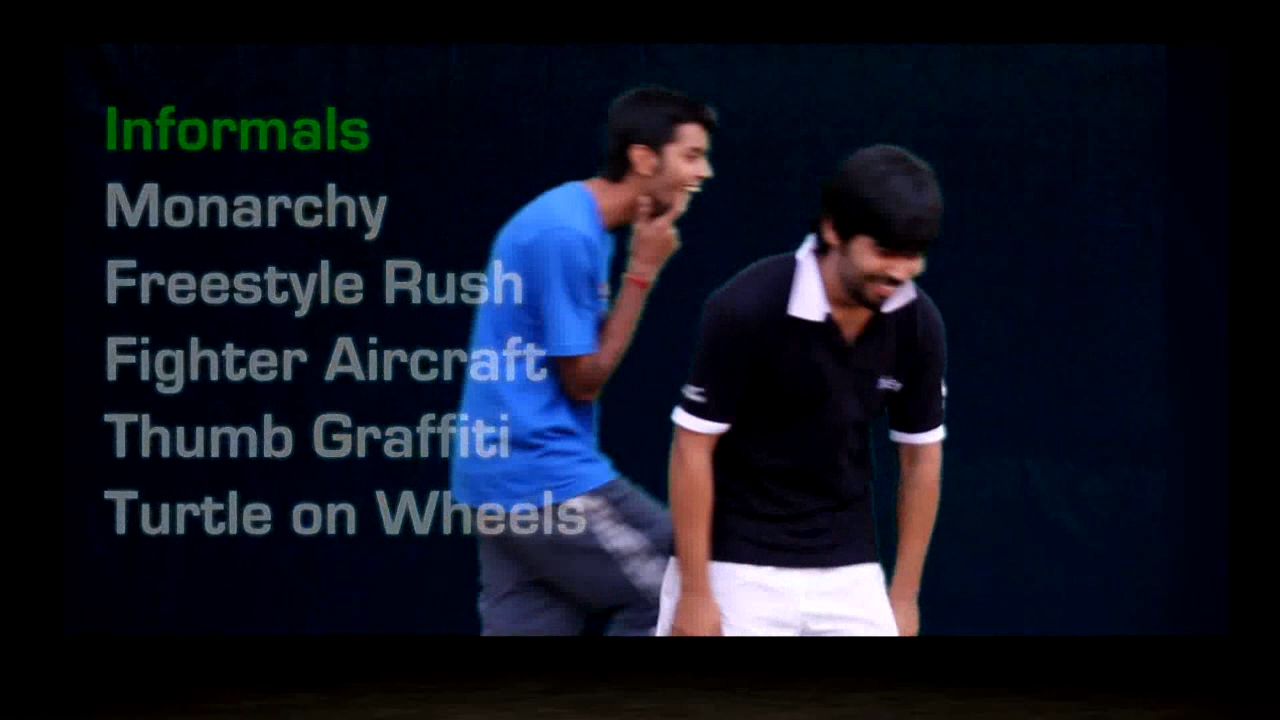 Informals
Monarchy
Freestyle Rush
Fighter Aircraft
Thumb Graffiti
Turtle on Wheels